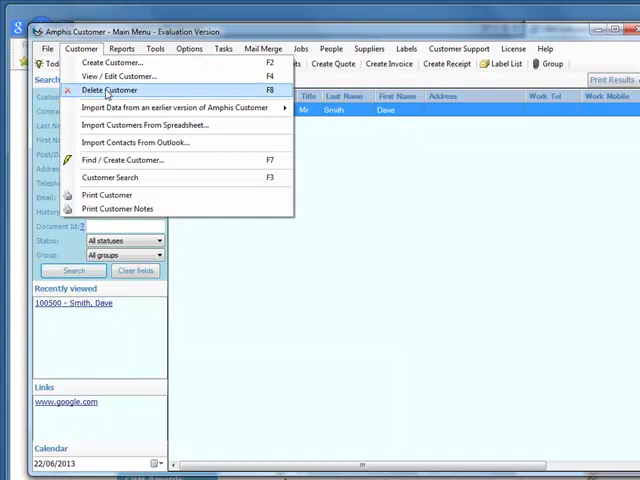 Amphis Customer - Main Menu - Evaluation Version
File Customer Reports Tools Options Tasks Mail Merge Jobs People Suppliers Labels Customer Support License Help
Create Quote Create Invoice Create Receipt Label List Group
Print Results
Create Customer... F2
View / Edit Customer... F4
Delete Customer F8
Import Data from an earlier version of Amphis Customer
Import Customers From Spreadsheet...
Import Contacts From Outlook...
Find / Create Customer... F7
Customer Search F3
Print Customer
Print Customer Notes
Title Last Name First Name Address Work Tel Work Mobile
Mr Smith Dave
Document Id:?
Status: All statuses
Group: All groups
Search Clear fields
Recently viewed
100500 - Smith, Dave
Links
www.google.com
Calendar
22/06/2013